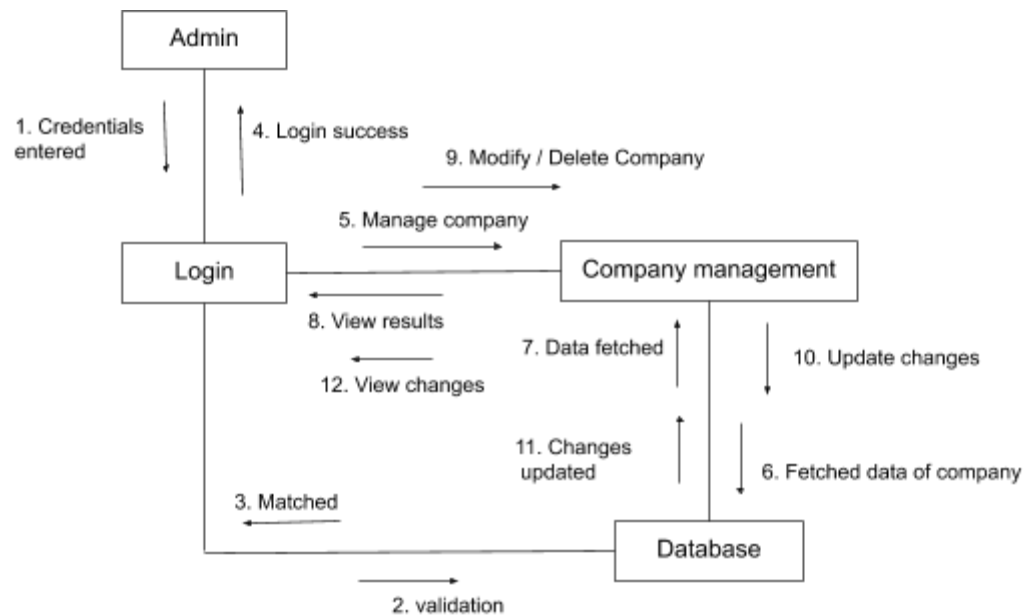 Admin
1. Credentials
entered
4. Login success
9. Modify / Delete Company
5. Manage company
Login
Company management
8. View results
7. Data fetched
10. Update changes
12. View changes
11. Changes
updated
6. Fetched data of company
3. Matched
Database
2. validation